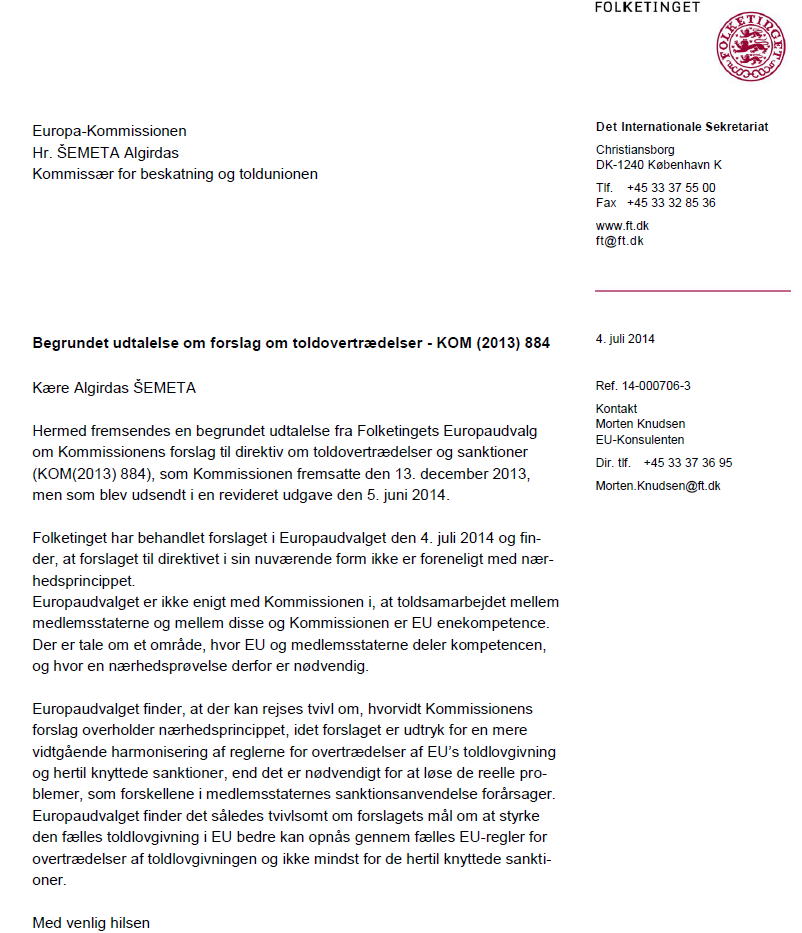 FOLKETINGET
FOLKETINGET
Europa-Kommissionen
Hr. ŠEMETA Algirdas
Kommissær for beskatning og toldunionen
Det Internationale Sekretariat
Christiansborg
DK-1240 København K
Tlf. +45 33 37 55 00
Fax +45 33 32 85 36
www.ft.dk
ft@ft.dk
Begrundet udtalelse om forslag om toldovertrædelser - KOM (2013) 884
4. juli 2014
Ref. 14-000706-3
Kontakt
Morten Knudsen
EU-Konsulenten
Dir. tlf. +45 33 37 36 95
Morten.Knudsen@ft.dk
Kære Algirdas ŠEMETA
Hermed fremsendes en begrundet udtalelse fra Folketingets Europaudvalg
om Kommissionens forslag til direktiv om toldovertrædelser og sanktioner
(KOM(2013) 884), som Kommissionen fremsatte den 13. december 2013,
men som blev udsendt i en revideret udgave den 5. juni 2014.
Folketinget har behandlet forslaget i Europaudvalget den 4. juli 2014 og fin-
der, at forslaget til direktivet i sin nuværende form ikke er foreneligt med nær-
hedsprincippet.
Europaudvalget er ikke enigt med Kommissionen i, at toldsamarbejdet mellem
medlemsstaterne og mellem disse og Kommissionen er EU enekompetence.
Der er tale om et område, hvor EU og medlemsstaterne deler kompetencen,
og hvor en nærhedsprøvelse derfor er nødvendig.
Europaudvalget finder, at der kan rejses tvivl om, hvorvidt Kommissionens
forslag overholder nærhedsprincippet, idet forslaget er udtryk for en mere
vidtgående harmonisering af reglerne for overtrædelser af EU's toldlovgivning
og hertil knyttede sanktioner, end det er nødvendigt for at løse de reelle pro-
blemer, som forskellene i medlemsstaternes sanktionsanvendelse forårsager.
Europaudvalget finder det således tvivlsomt om forslagets mål om at styrke
den fælles toldlovgivning i EU bedre kan opnås gennem fælles EU-regler for
overtrædelser af toldlovgivningen og ikke mindst for de hertil knyttede sankti-
oner.
Med venlig hilsen